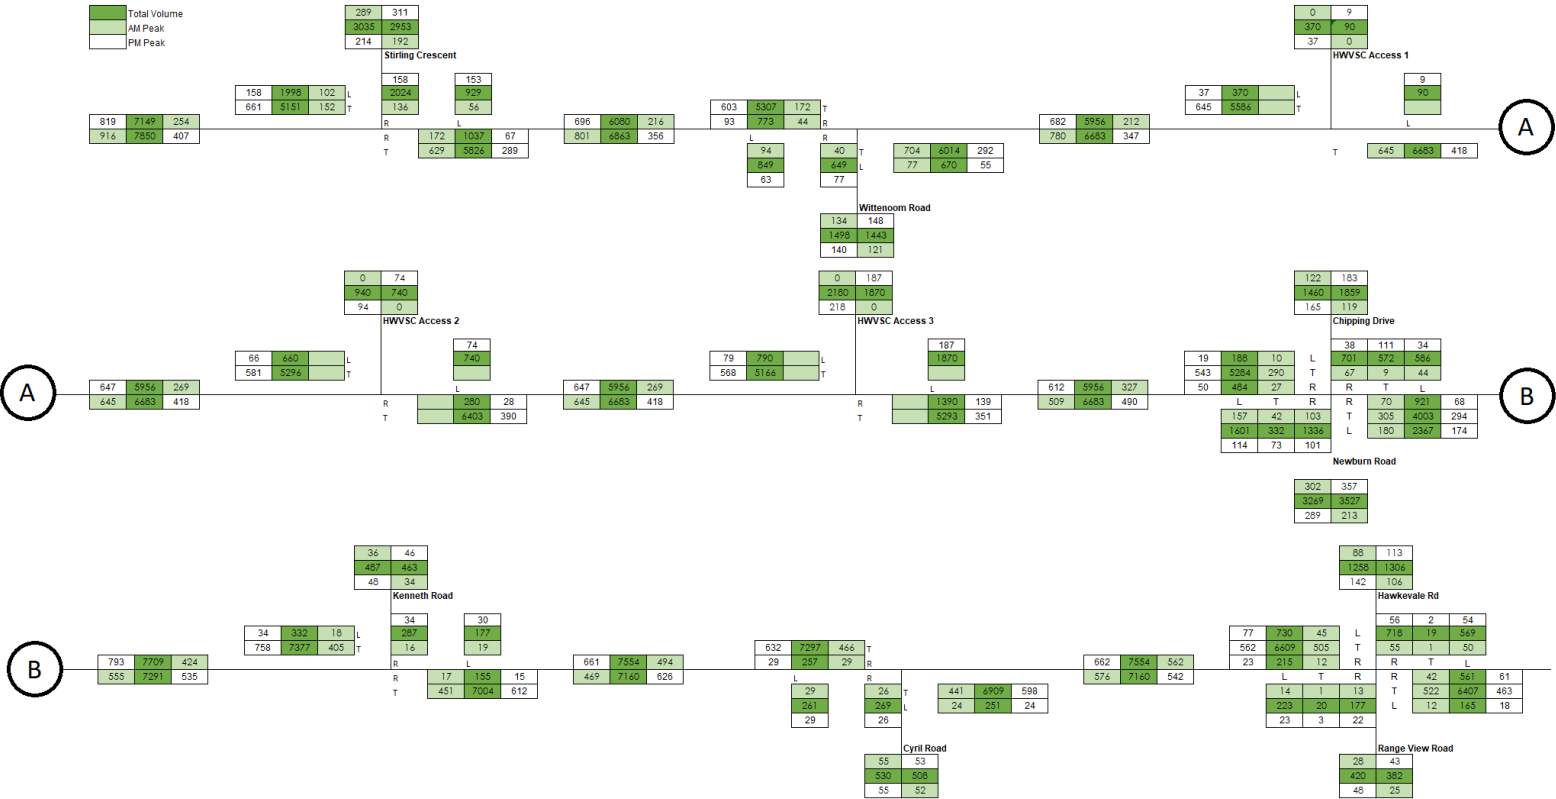 Total Volume
AM Peak
PM Peak
289 311
3035 2953
214 192
Stirling Crescent
0 9
370 90
37 0
HWVSC Access 1
158 1998 102 L
661 5151 152 T
158
2024
136
R
153
929
56
L
819 7149 254
916 7850 407
R 172 1037 67
T 629 5826 289
696 6080 216
801 6863 356
603 5307 172 T
93 773 44 R
L
94
849
63
R
40 T
649 L
77
704 6014 292
77 670 55
Wittenoom Road
134 148
1498 1443
140 121
682 5956 212
780 6683 347
37 370 L
645 5586 T
9
90
L
T 645 6683 418
A
0 74
940 740
94 0
HWVSC Access 2
0 187
2180 1870
218 0
HWVSC Access 3
122 183
1460 1859
165 119
Chipping Drive
A
647 5956 269
645 6683 418
66 660 L
581 5296 T
74
740
L
R 280 28
T 6403 390
647 5956 269
645 6683 418
79 790 L
568 5166 T
187
1870
L
R 1390 139
T 5293 351
612 5956 327
509 6683 490
19 188 10 L
543 5284 290 T
50 484 27 R
38 111 34
701 572 586
67 9 44
R T L
L T R
157 42 103
1601 332 1336
114 73 101
R 70 921 68
T 305 4003 294
L 180 2367 174
Newburn Road
302 357
3269 3527
289 213
B
36 46
487 463
48 34
Kenneth Road
88 113
1258 1306
142 106
Hawkevale Rd
B
793 7709 424
555 7291 535
34 332 18 L
758 7377 405 T
34
287
16
R
30
177
19
L
R 17 155 15
T 451 7004 612
661 7554 494
469 7160 626
632 7297 466 T
29 257 29 R
L
29
261
29
R
26 T
269 L
26
441 6909 598
24 251 24
Cyril Road
55 53
530 508
55 52
662 7554 562
576 7160 542
77 730 45 L
562 6609 505 T
23 215 12 R
56 2 54
718 19 569
55 1 50
R T L
L T R
14 1 13
223 20 177
23 3 22
R 42 561 61
T 522 6407 463
L 12 165 18
Range View Road
28 43
420 382
48 25